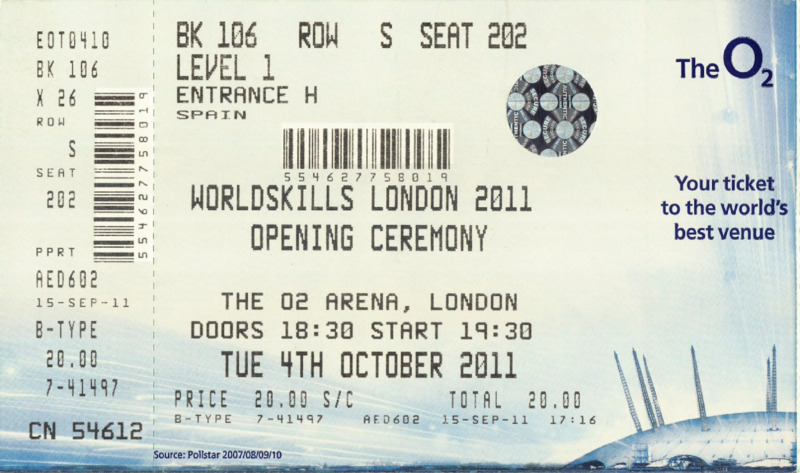 EOT0410
BK 106
X 26
ROW
S
SEAT
202
PPRT
AED602
15-SEP-11
B-TYPE
20.00
7-41497
CN 54612
554627758019
BK 106 ROW S SEAT 202
LEVEL 1
ENTRANCE H
SPAIN
554627758019
WORLDSKILLS LONDON 2011
OPENING CEREMONY
THE O2 ARENA, LONDON
DOORS 18:30 START 19:30
TUE 4TH OCTOBER 2011
PRICE 20.00 S/C TOTAL 20.00
B-TYPE 7-41497 AED602 15-SEP-11 17:16
Source: Pollstar 2007/08/09/10
The O2
Your ticket
to the world's
best venue
SECURE
AUTHENTIC